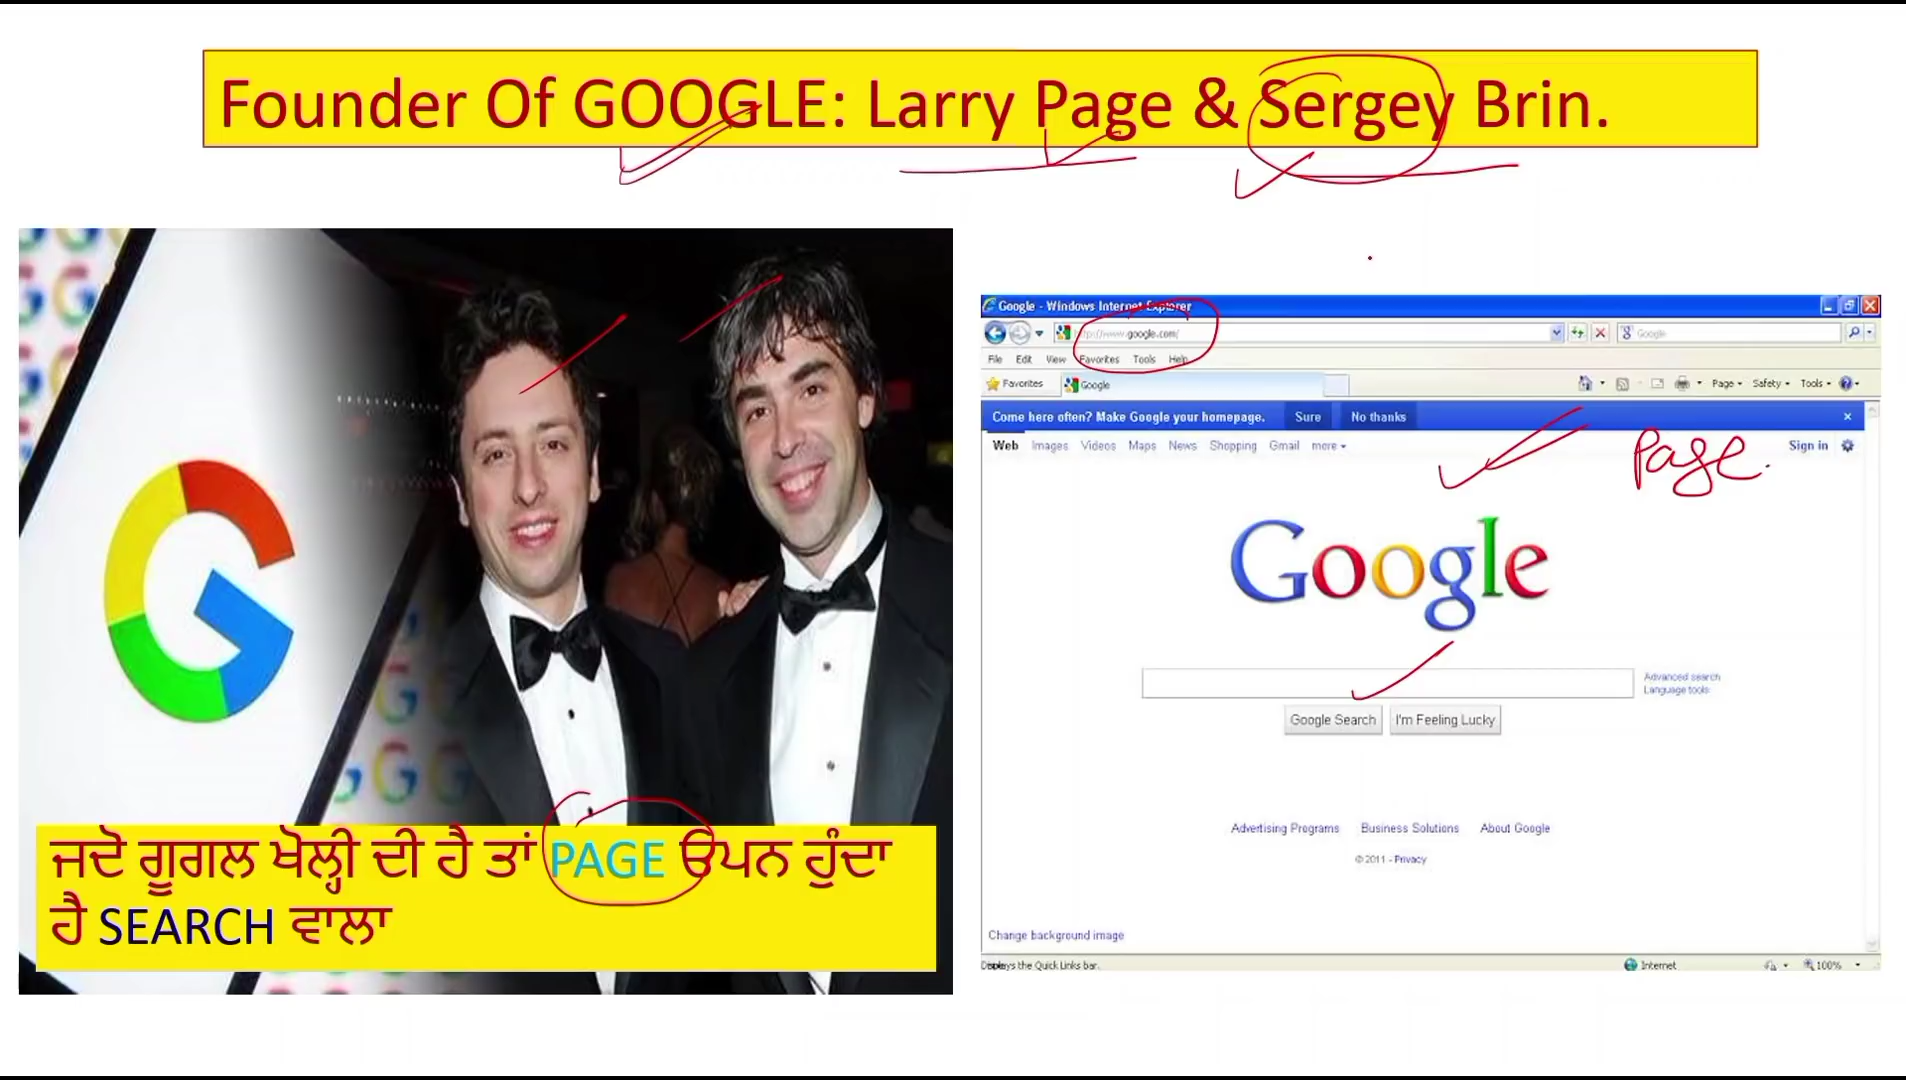 Founder Of GOOGLE: Larry Page & Sergey Brin.
Google - Windows Internet Explorer
http://www.google.com/
Google
File Edit View Favorites Tools Help
Favorites
Google
Page Safety Tools
Come here often? Make Google your homepage. Sure No thanks
Web Images Videos Maps News Shopping Gmail more
Sign in
Page.
Google
Advanced search
Language tools
Google Search I'm Feeling Lucky
Advertising Programs Business Solutions About Google
© 2011 - Privacy
Change background image
Displays the Quick Links bar.
Internet
100%
ਜਦੋ ਗੂਗਲ ਖੋਲ੍ਹੀ ਦੀ ਹੈ ਤਾਂ PAGE ੳਪਨ ਹੁੰਦਾ
ਹੈ SEARCH ਵਾਲਾ